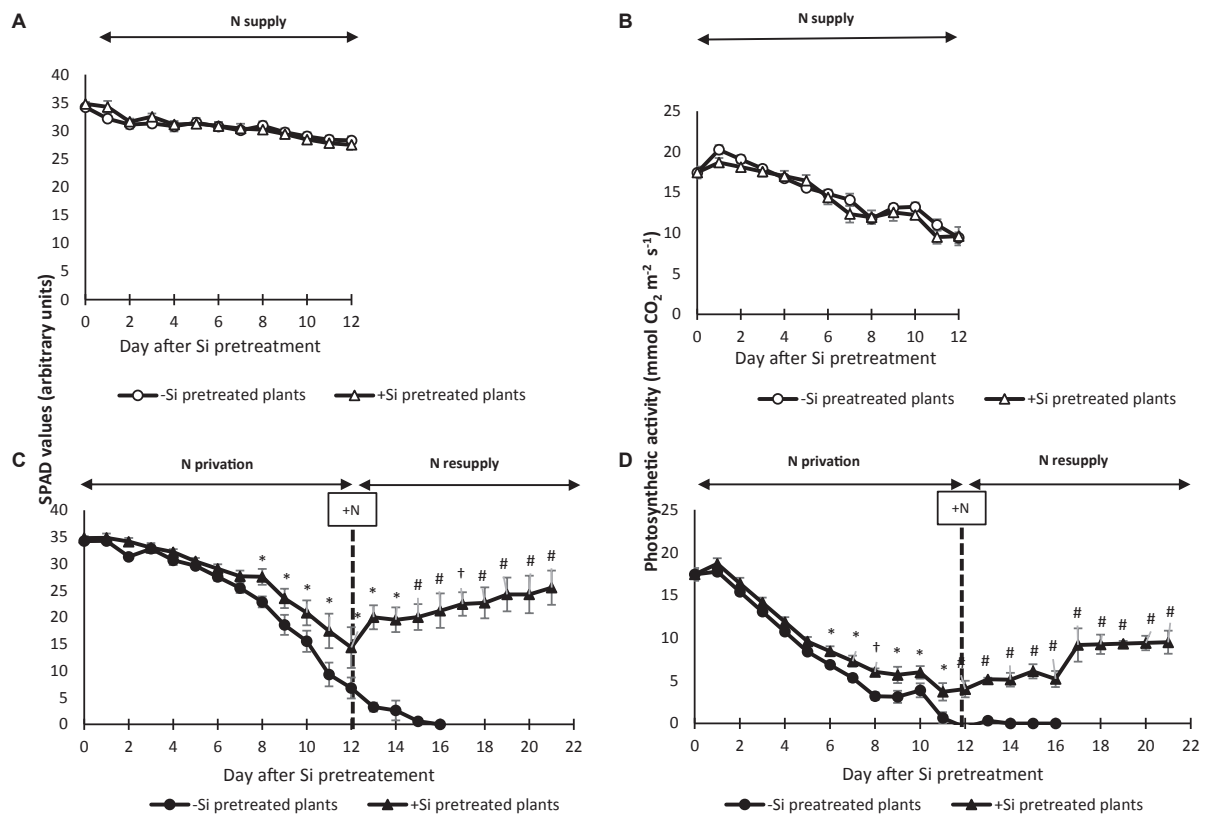 A
N supply
40
35
30
25
20
15
10
5
0
0 2 4 6 8 10 12
Day after Si pretreatment
-Si pretreated plants +Si pretreated plants
B
N supply
25
20
15
10
5
0
0 2 4 6 8 10 12
Day after Si pretreatment
-Si preatreated plants +Si pretreated plants
SPAD values (arbitrary units)
Photosynthetic activity (mmol CO₂ m⁻² s⁻¹)
C
N privation N resupply
+N
40
35
30
25
20
15
10
5
0
* * * * * * * # # † # # # #
0 2 4 6 8 10 12 14 16 18 20 22
Day after Si pretreatement
-Si pretreated plants +Si pretreated plants
D
N privation N resupply
+N
25
20
15
10
5
0
* * † * * * # # # # # # # # # #
0 2 4 6 8 10 12 14 16 18 20 22
Day after Si pretreatment
-Si preatreated plants +Si pretreated plants